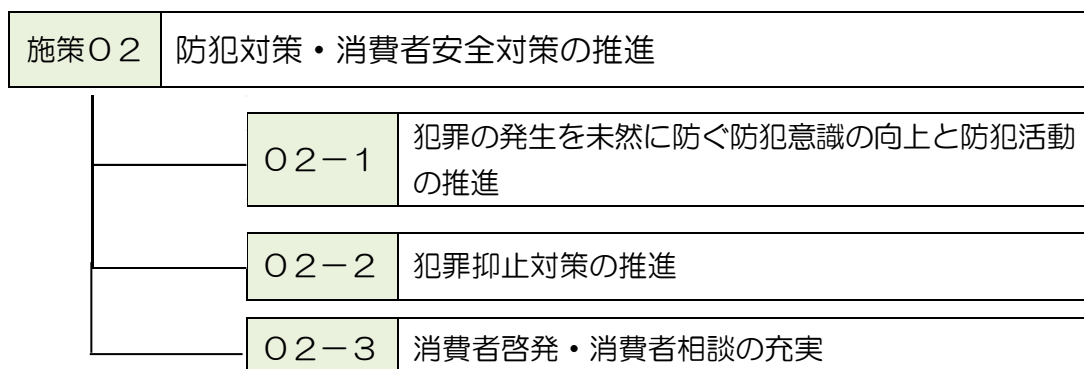 施策０２ 防犯対策・消費者安全対策の推進
０２－１ 犯罪の発生を未然に防ぐ防犯意識の向上と防犯活動
の推進
０２－２ 犯罪抑止対策の推進
０２－３ 消費者啓発・消費者相談の充実